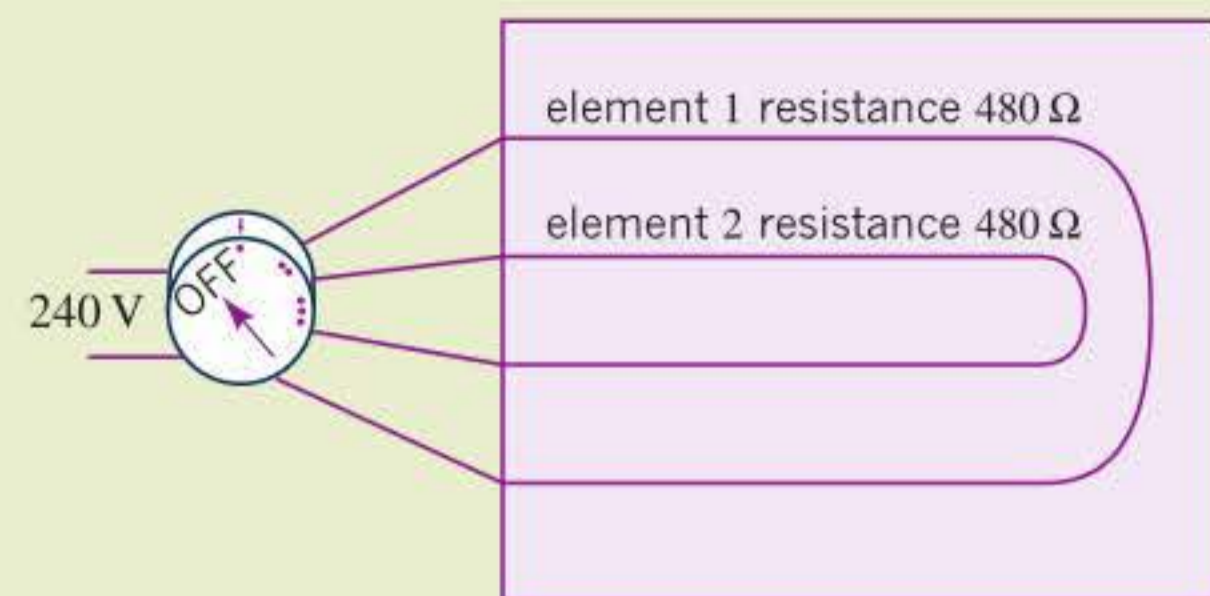 element 1 resistance 480 Ω
element 2 resistance 480 Ω
OFF
240 V